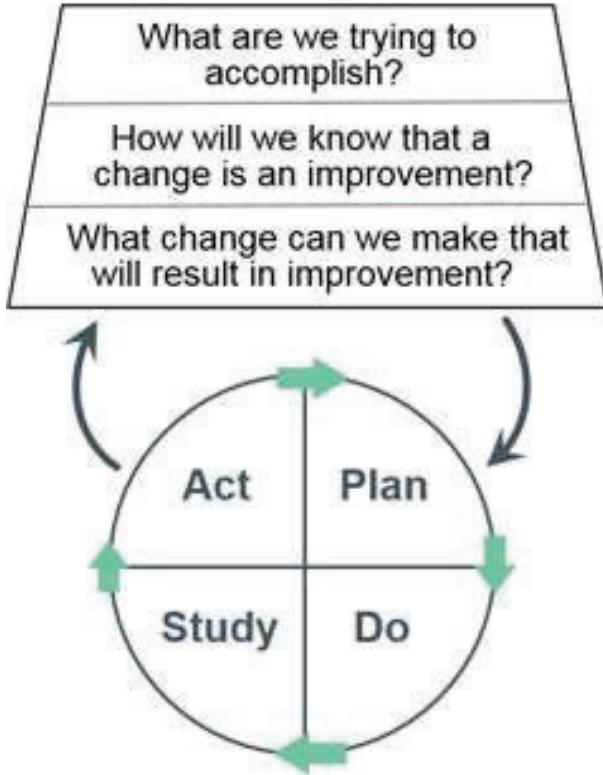 What are we trying to
accomplish?
How will we know that a
change is an improvement?
What change can we make that
will result in improvement?
Act
Plan
Study
Do